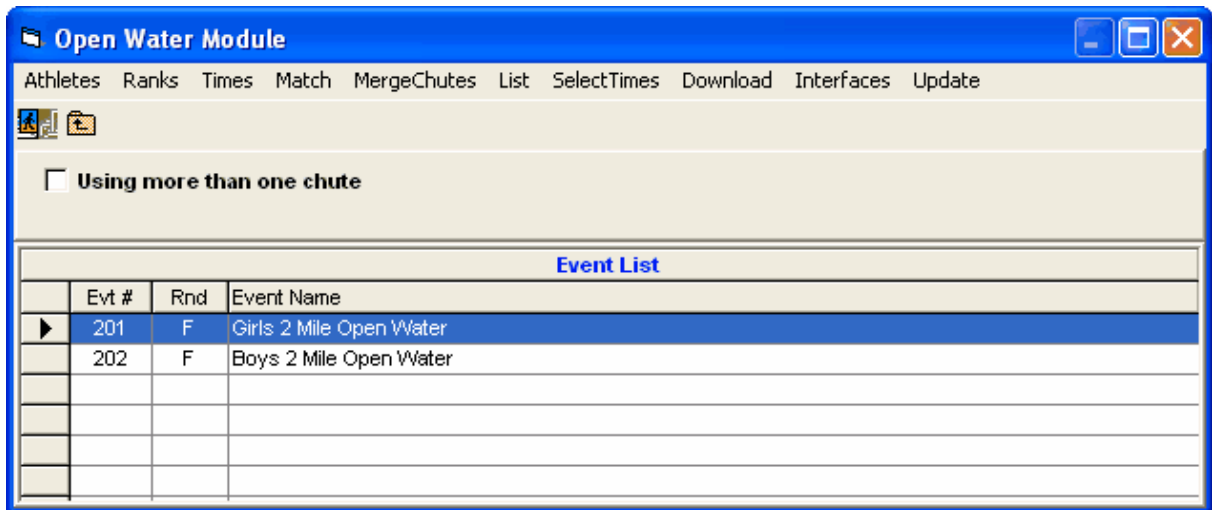 Open Water Module
Athletes Ranks Times Match MergeChutes List SelectTimes Download Interfaces Update
Using more than one chute
Event List
Evt # Rnd Event Name
201 F Girls 2 Mile Open Water
202 F Boys 2 Mile Open Water